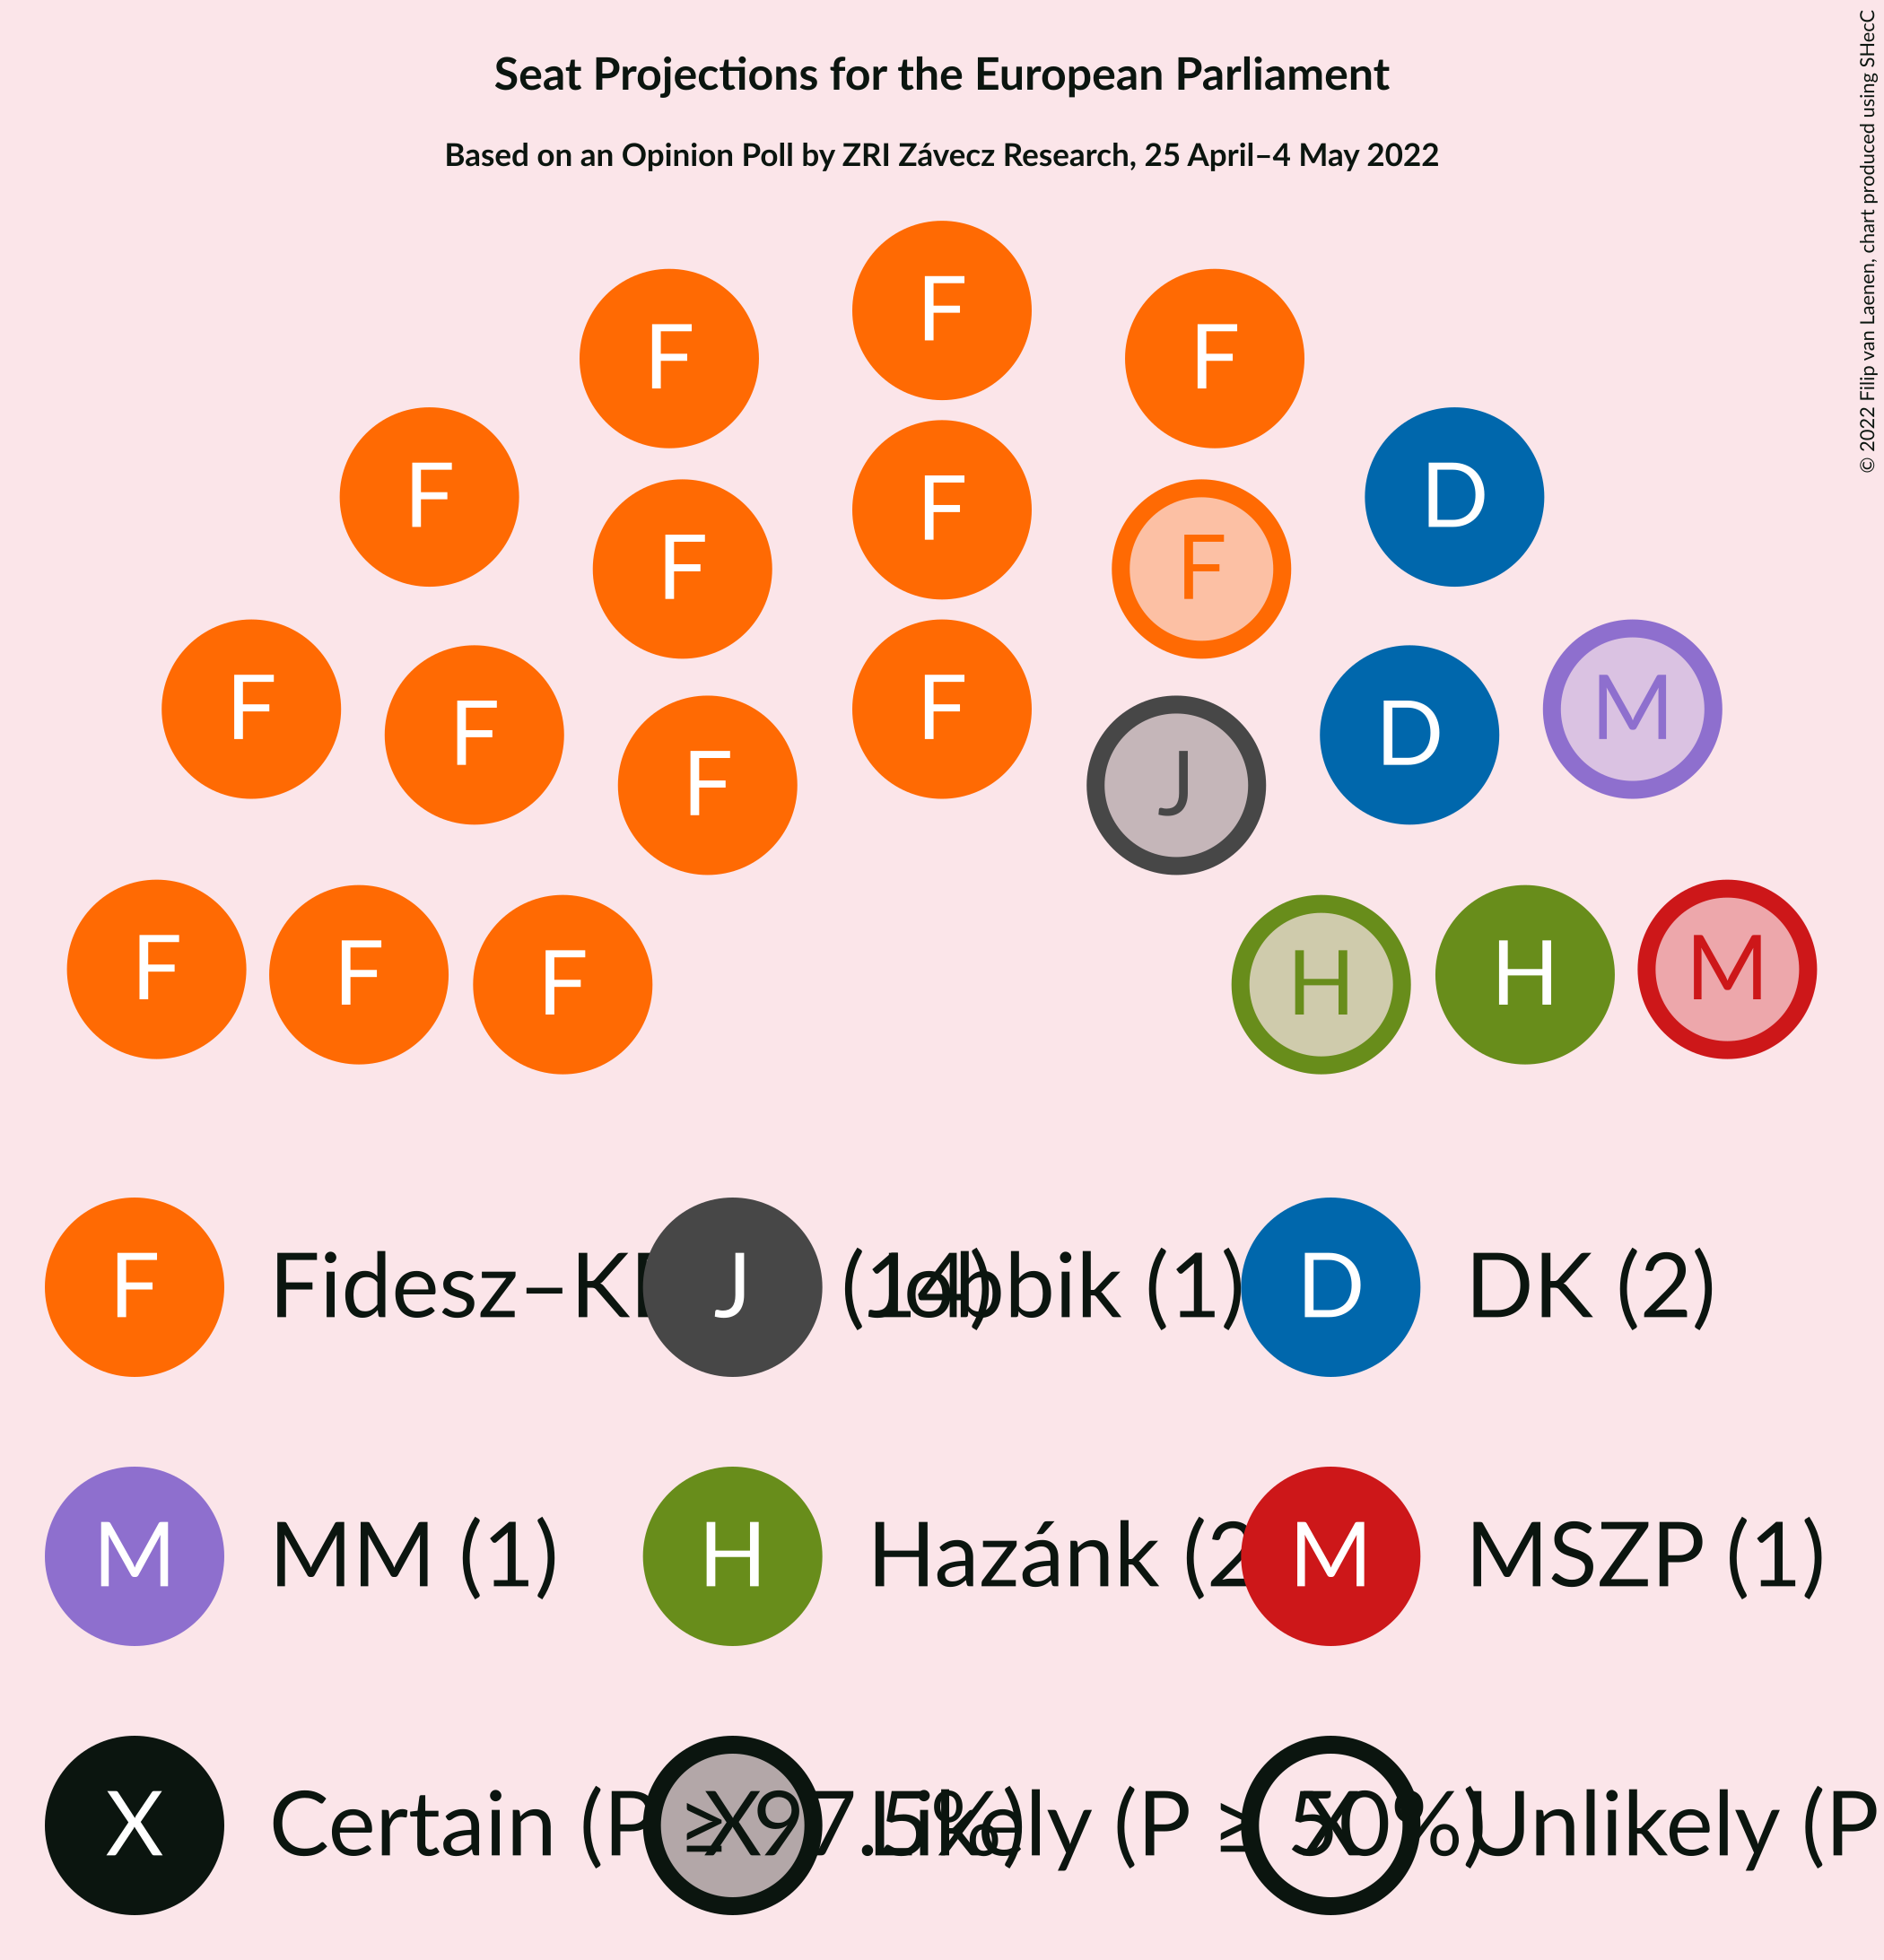 Seat Projections for the European Parliament
Based on an Opinion Poll by ZRI Závecz Research, 25 April–4 May 2022
© 2022 Filip van Laenen, chart produced using SHecC
F
F F
F D
F
F F
F M
F
F D
F J
F F F H H M
F Fidesz–K (14) J Jobbik (1) D DK (2)
M MM (1) H Hazánk (2 M MSZP (1)
X Certain (P ≥ 97.5%) X Likely (P ≥ 50%) X Unlikely (P